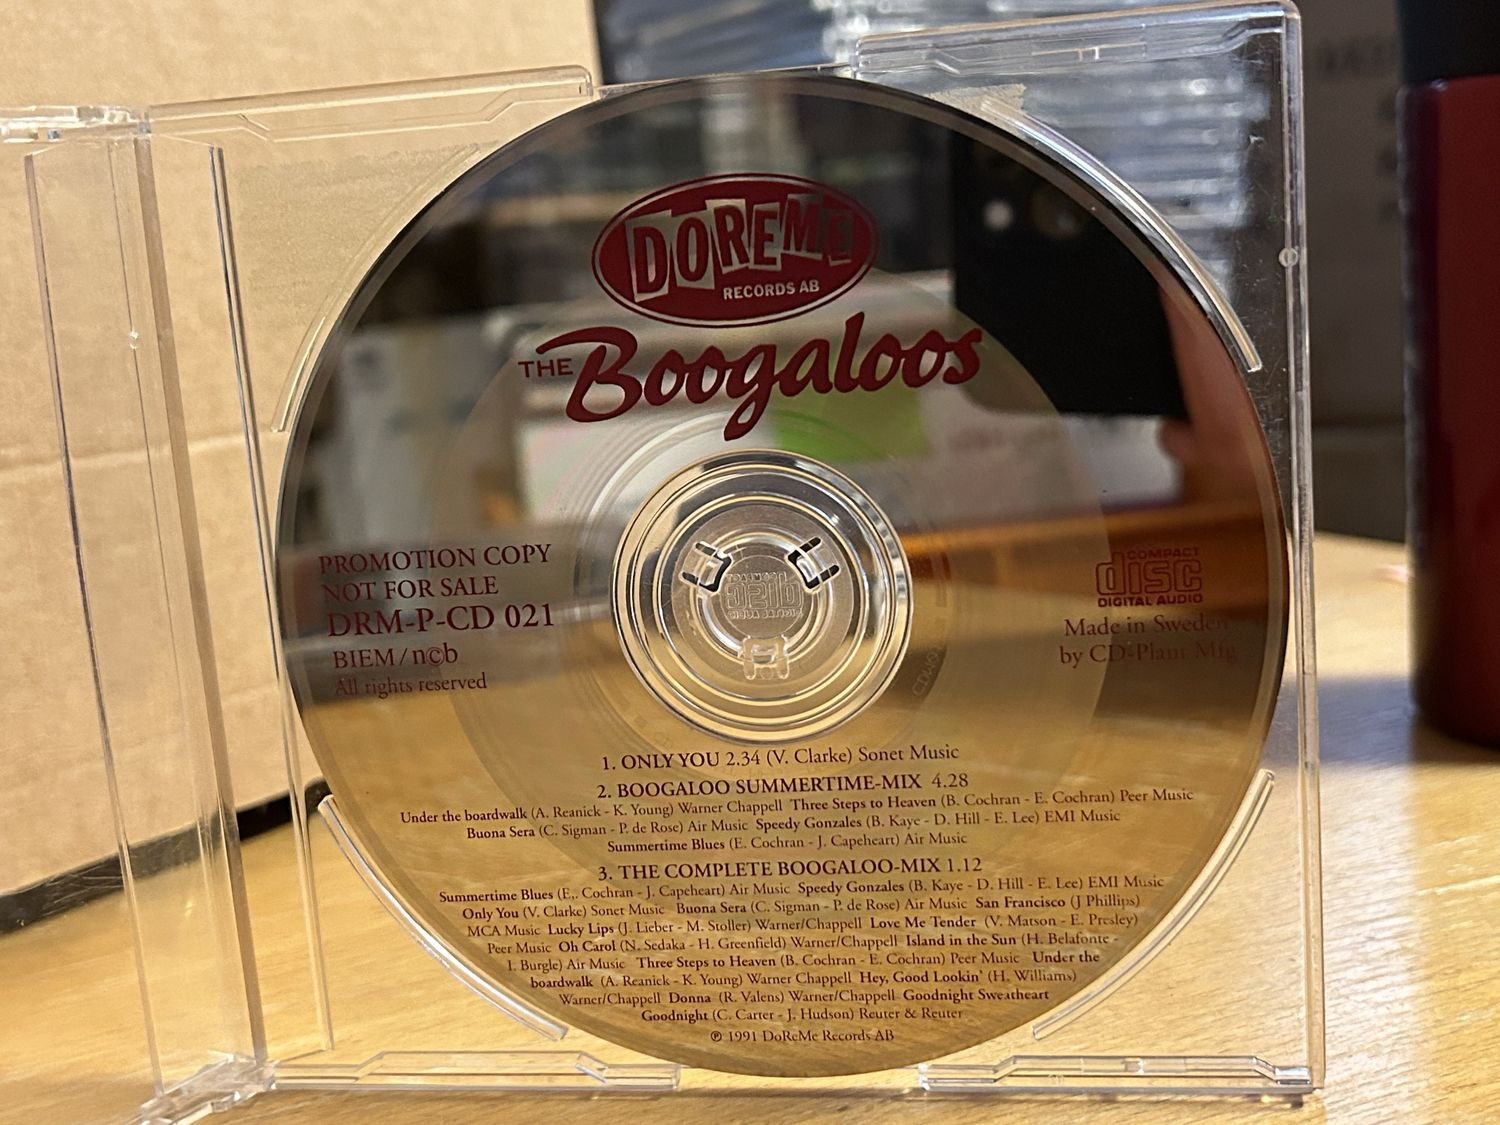 DOREME
RECORDS AB
THE Boogaloos
PROMOTION COPY
NOT FOR SALE
DRM-P-CD 021
BIEM/n©b
All rights reserved
COMPACT
disc
DIGITAL AUDIO
Made in Sweden
by CD-Plant Mfg
1. ONLY YOU 2.34 (V. Clarke) Sonet Music
2. BOOGALOO SUMMERTIME-MIX 4.28
Under the boardwalk (A. Reanick - K. Young) Warner Chappell Three Steps to Heaven (B. Cochran - E. Cochran) Peer Music
Buona Sera (C. Sigman - P. de Rose) Air Music Speedy Gonzales (B. Kaye - D. Hill - E. Lee) EMI Music
Summertime Blues (E. Cochran - J. Capeheart) Air Music
3. THE COMPLETE BOOGALOO-MIX 1.12
Summertime Blues (E,. Cochran - J. Capeheart) Air Music Speedy Gonzales (B. Kaye - D. Hill - E. Lee) EMI Music
Only You (V. Clarke) Sonet Music Buona Sera (C. Sigman - P. de Rose) Air Music San Francisco (J Phillips)
MCA Music Lucky Lips (J. Lieber - M. Stoller) Warner/Chappell Love Me Tender (V. Matson - E. Presley)
Peer Music Oh Carol (N. Sedaka - H. Greenfield) Warner/Chappell Island in the Sun (H. Belafonte -
I. Burgle) Air Music Three Steps to Heaven (B. Cochran - E. Cochran) Peer Music Under the
boardwalk (A. Reanick - K. Young) Warner Chappell Hey, Good Lookin' (H. Williams)
Warner/Chappell Donna (R. Valens) Warner/Chappell Goodnight Sweatheart
Goodnight (C. Carter - J. Hudson) Reuter & Reuter
℗ 1991 DoReMe Records AB